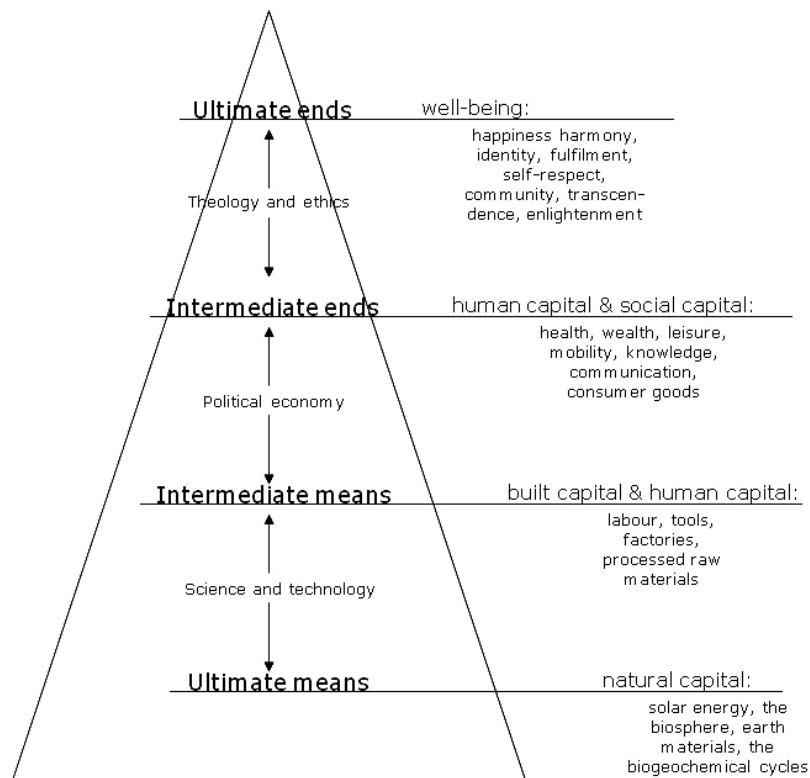 Ultimate ends
well-being:
happiness harmony,
identity, fulfilment,
self-respect,
community, transcen-
dence, enlightenment
Theology and ethics
Intermediate ends
human capital & social capital:
health, wealth, leisure,
mobility, knowledge,
communication,
consumer goods
Political economy
Intermediate means
built capital & human capital:
labour, tools,
factories,
processed raw
materials
Science and technology
Ultimate means
natural capital:
solar energy, the
biosphere, earth
materials, the
biogeochemical cycles